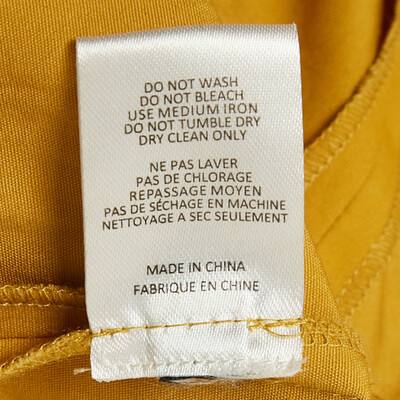 DO NOT WASH
DO NOT BLEACH
USE MEDIUM IRON
DO NOT TUMBLE DRY
DRY CLEAN ONLY
NE PAS LAVER
PAS DE CHLORAGE
REPASSAGE MOYEN
PAS DE SÉCHAGE EN MACHINE
NETTOYAGE A SEC SEULEMENT
MADE IN CHINA
FABRIQUE EN CHINE